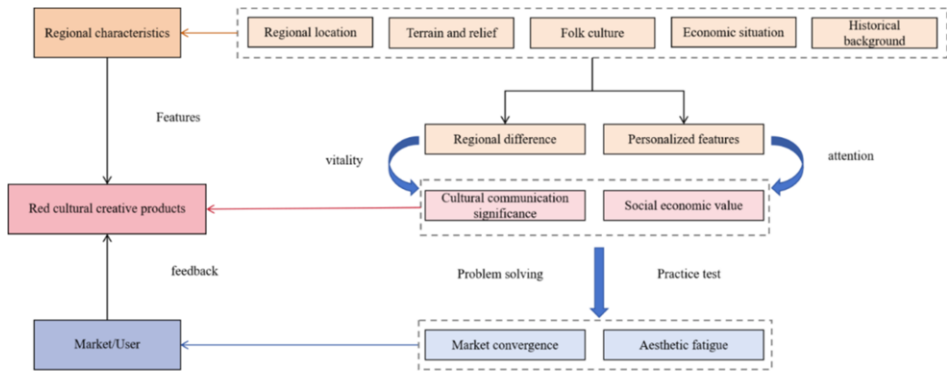 Regional characteristics
Regional location
Terrain and relief
Folk culture
Economic situation
Historical
background
Features
Regional difference
Personalized features
vitality
attention
Red cultural creative products
Cultural communication
significance
Social economic value
feedback
Problem solving
Practice test
Market/User
Market convergence
Aesthetic fatigue